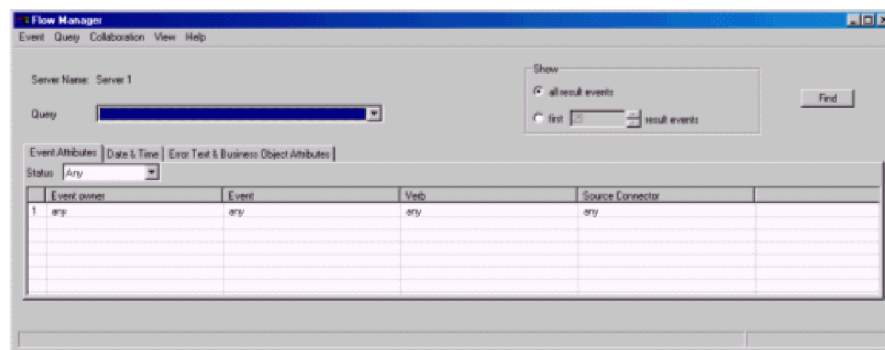 Flow Manager
Event Query Collaboration View Help
Server Name: Server 1
Query
Show
all result events
first 25 result events
Find
Event Attributes Date & Time Error Text & Business Object Attributes
Status Any
Event owner Event Verb Source Connector
1 any any any any